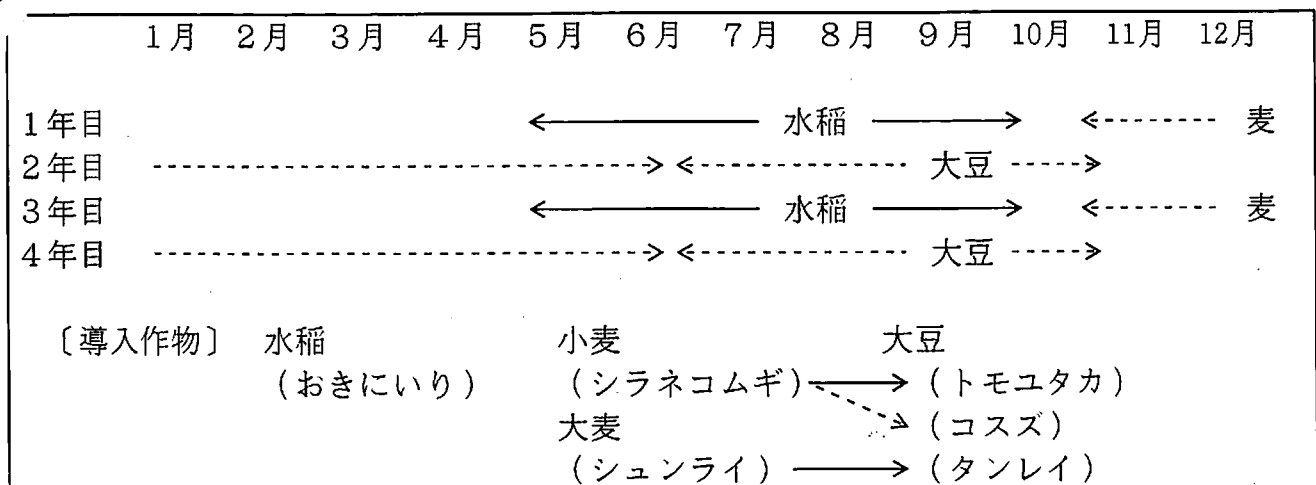 1月 2月 3月 4月 5月 6月 7月 8月 9月 10月 11月 12月
1年目 水稲 麦
2年目 大豆
3年目 水稲 麦
4年目 大豆
〔導入作物〕 水稲 小麦 大豆
(おきにいり) (シラネコムギ) (トモユタカ)
大麦 (コスズ)
(シュンライ) (タンレイ)